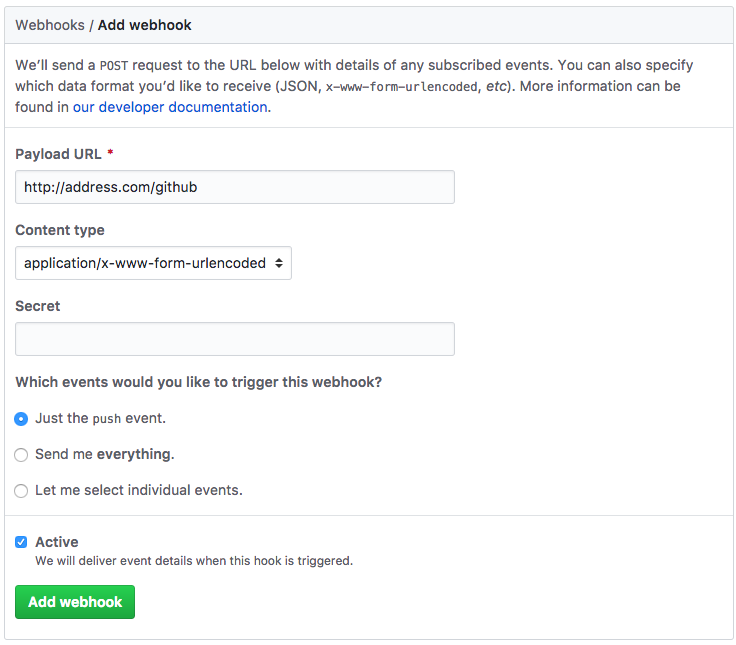 Webhooks / Add webhook
We’ll send a POST request to the URL below with details of any subscribed events. You can also specify
which data format you’d like to receive (JSON, x-www-form-urlencoded, etc). More information can be
found in our developer documentation.
Payload URL *
http://address.com/github
Content type
application/x-www-form-urlencoded
Secret
Which events would you like to trigger this webhook?
Just the push event.
Send me everything.
Let me select individual events.
Active
We will deliver event details when this hook is triggered.
Add webhook